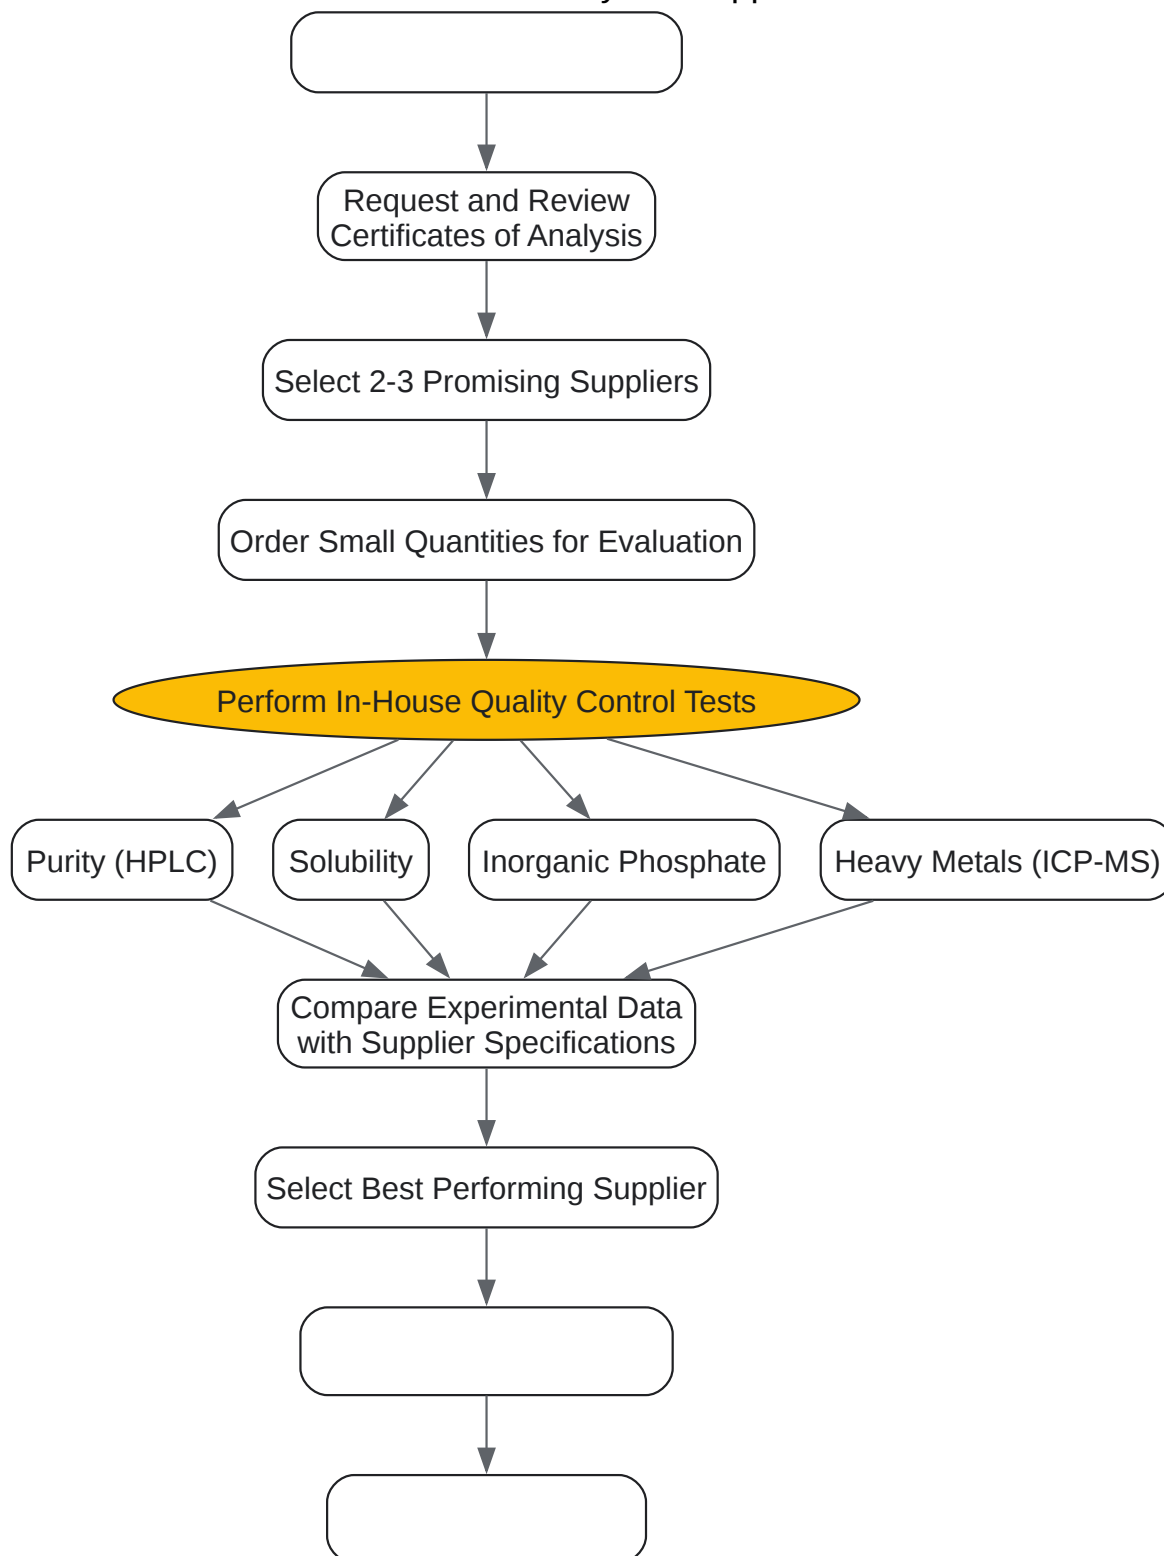 Request and Review
Certificates of Analysis
Select 2-3 Promising Suppliers
Order Small Quantities for Evaluation
Perform In-House Quality Control Tests
Purity (HPLC)
Solubility
Inorganic Phosphate
Heavy Metals (ICP-MS)
Compare Experimental Data
with Supplier Specifications
Select Best Performing Supplier